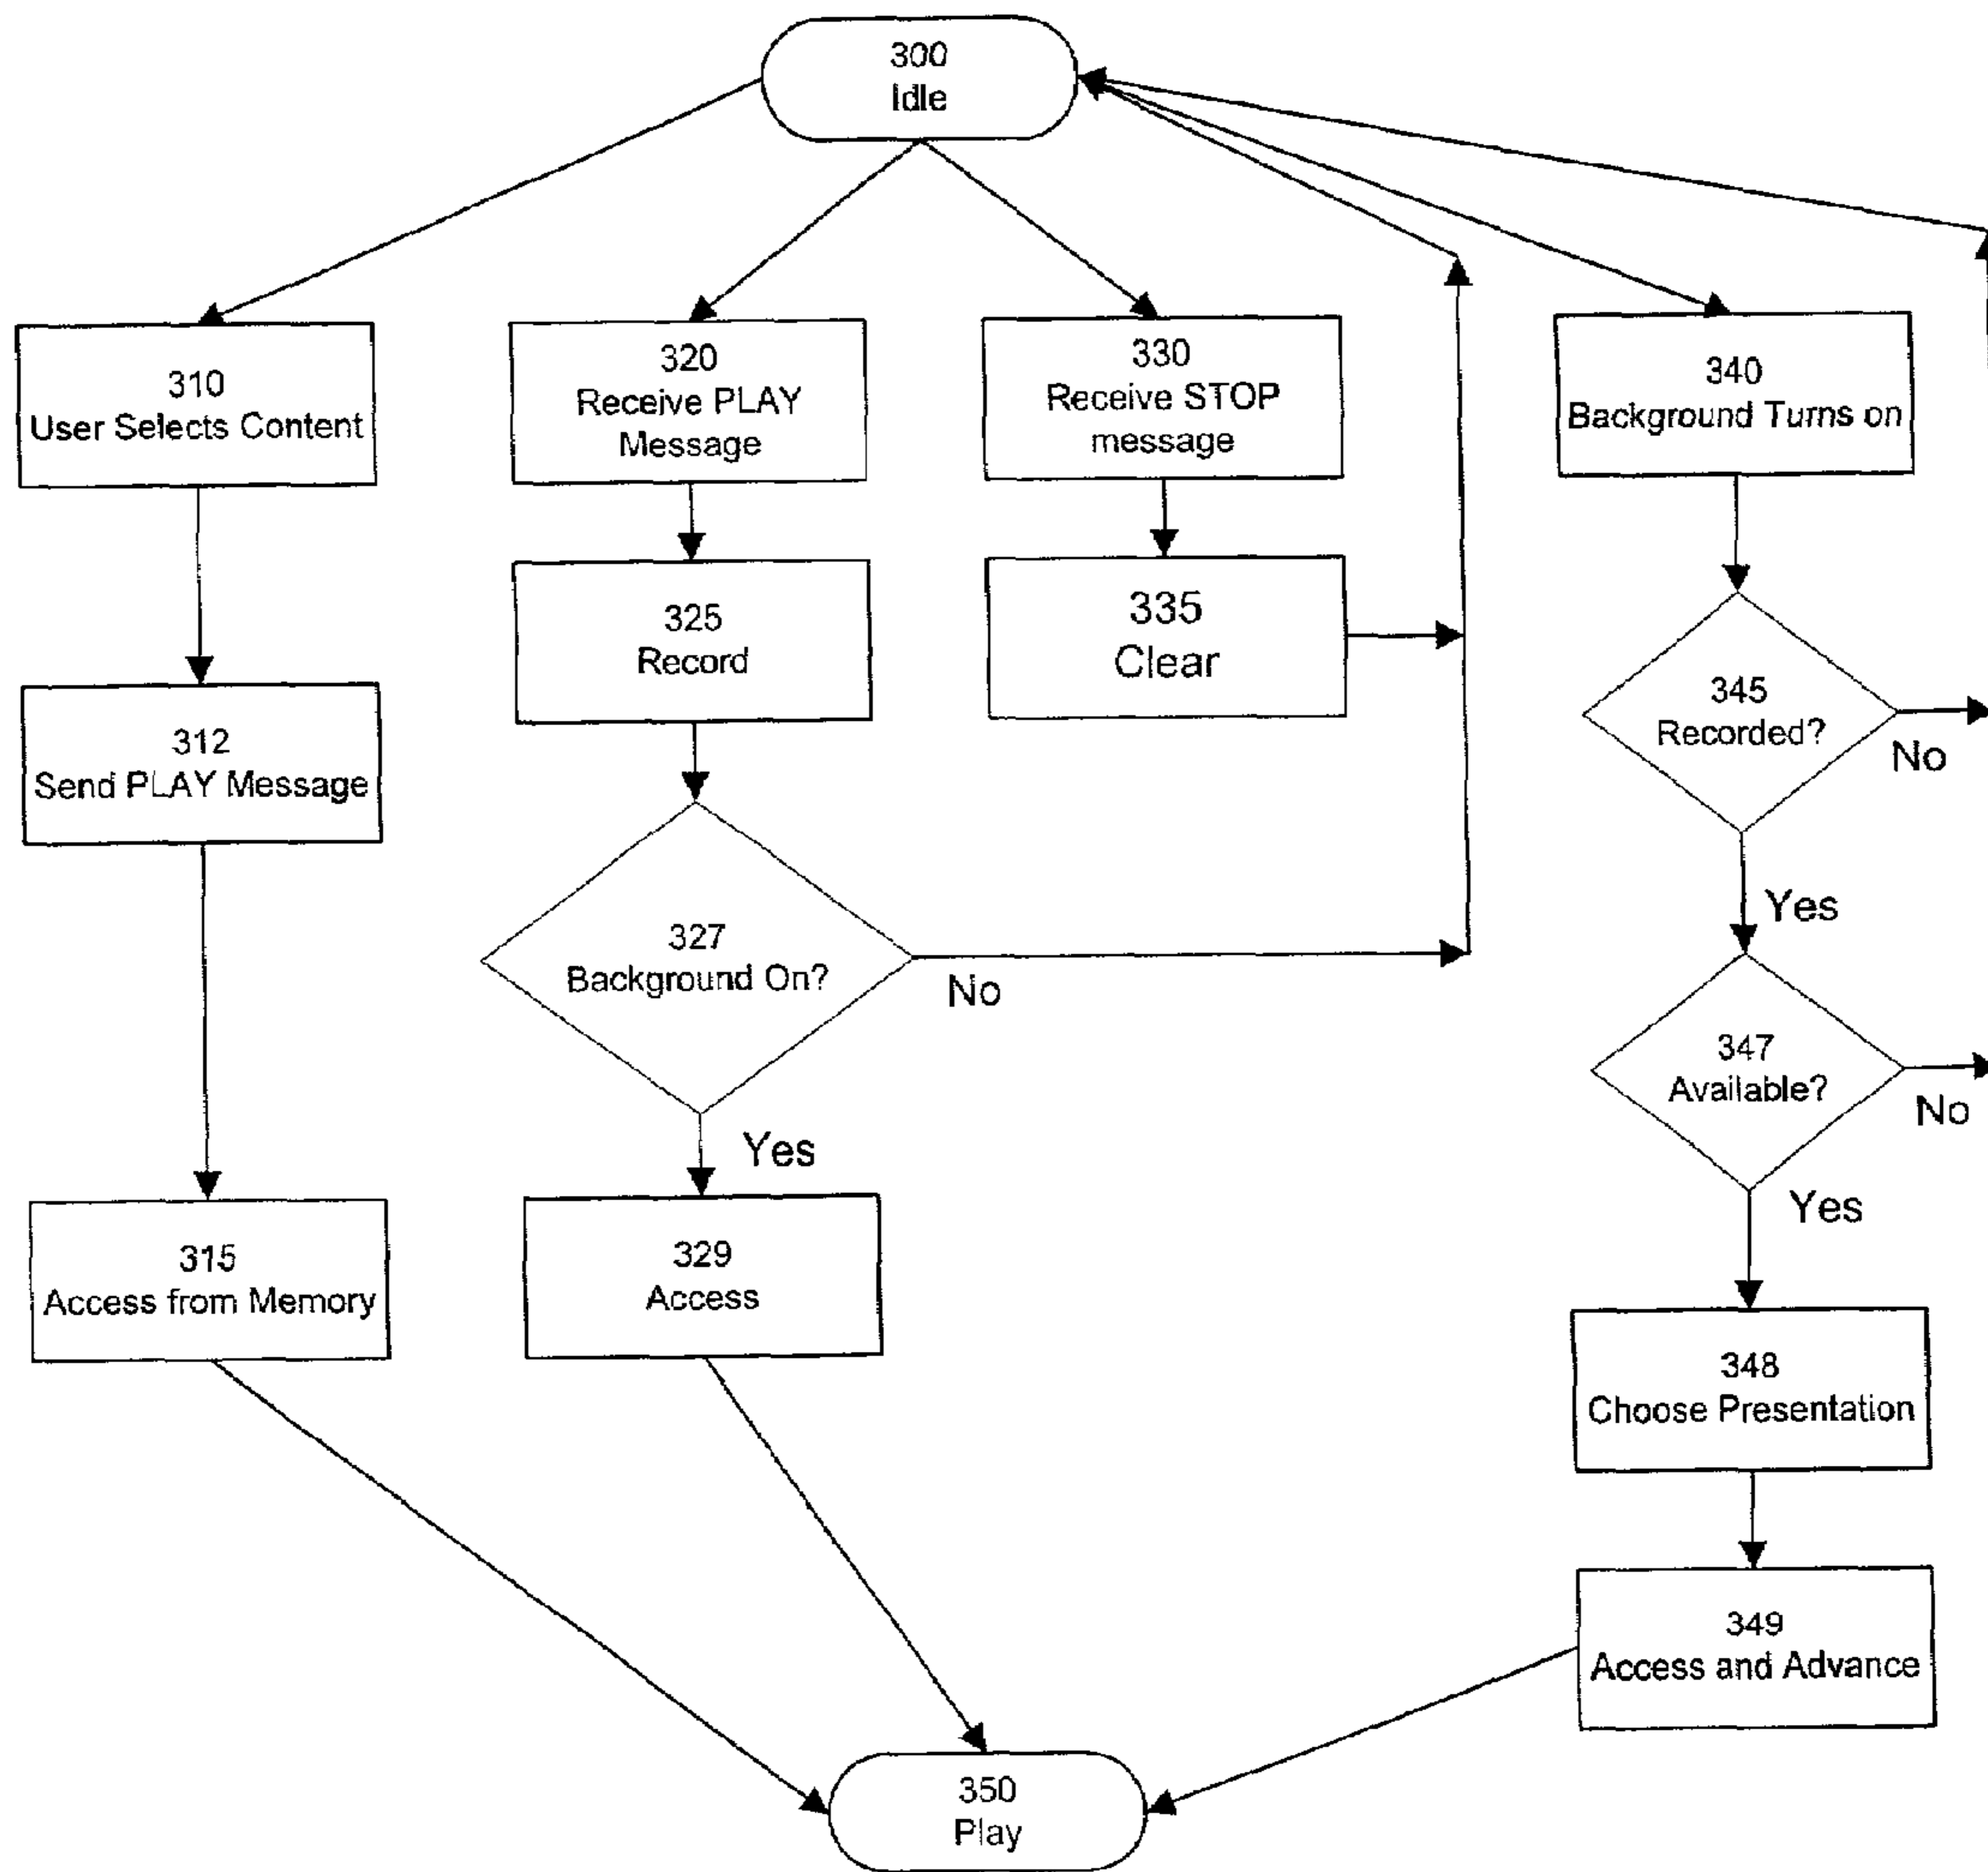 300
Idle
310
User Selects Content
320
Receive PLAY
Message
330
Receive STOP
message
340
Background Turns on
325
Record
335
Clear
345
Recorded?
No
312
Send PLAY Message
Yes
327
Background On?
No
347
Available?
No
Yes
Yes
315
Access from Memory
329
Access
348
Choose Presentation
349
Access and Advance
350
Play